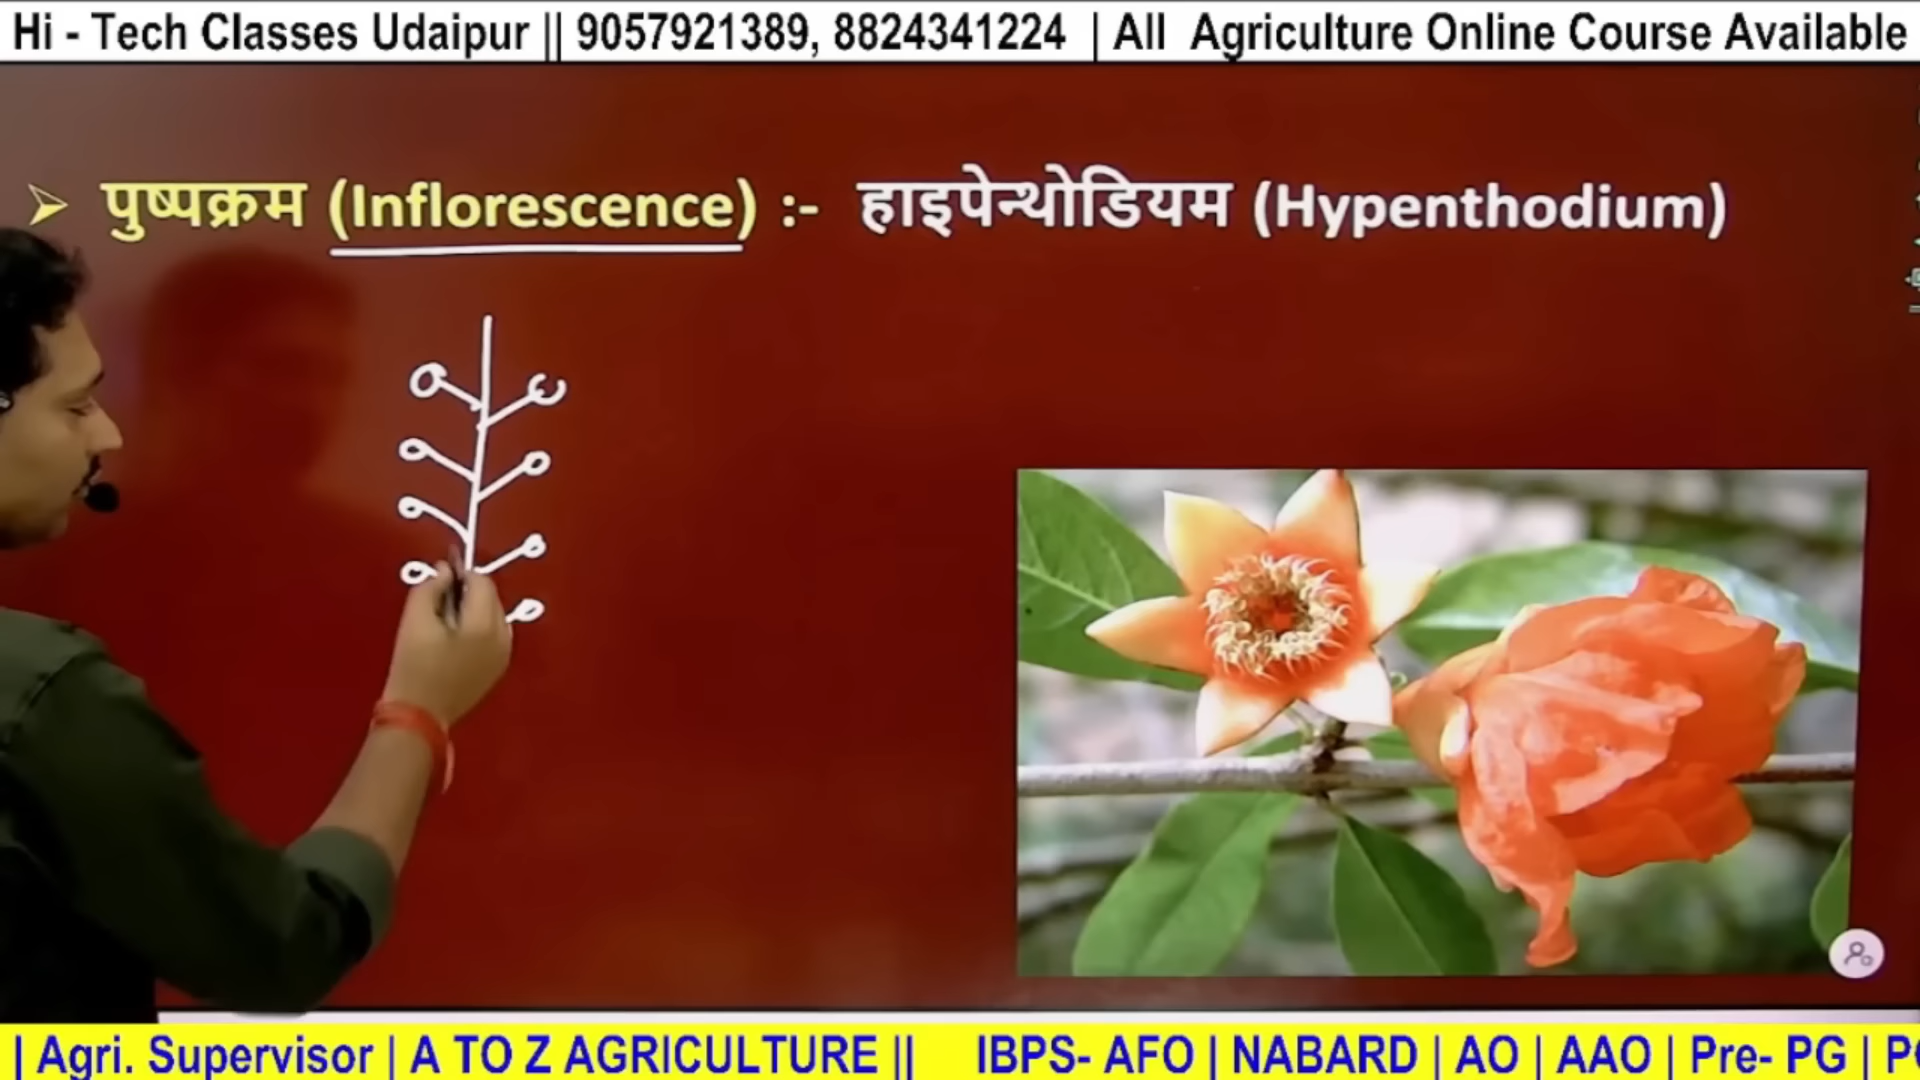 Hi - Tech Classes Udaipur || 9057921389, 8824341224 | All Agriculture Online Course Available
➢ पुष्पक्रम (Inflorescence) :- हाइपेन्थोडियम (Hypenthodium)
| Agri. Supervisor | A TO Z AGRICULTURE || IBPS- AFO | NABARD | AO | AAO | Pre- PG |